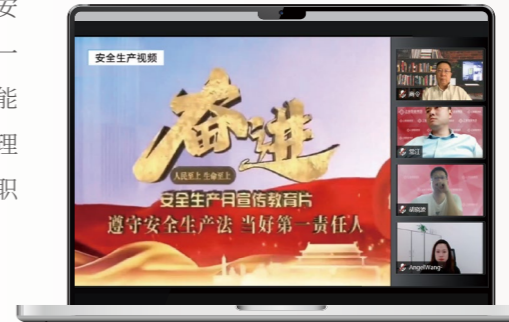 安
一
能
理
职
安全生产视频
奋进
人民至上 生命至上
安全生产月宣传教育片
遵守安全生产法 当好第一责任人
AngelWang